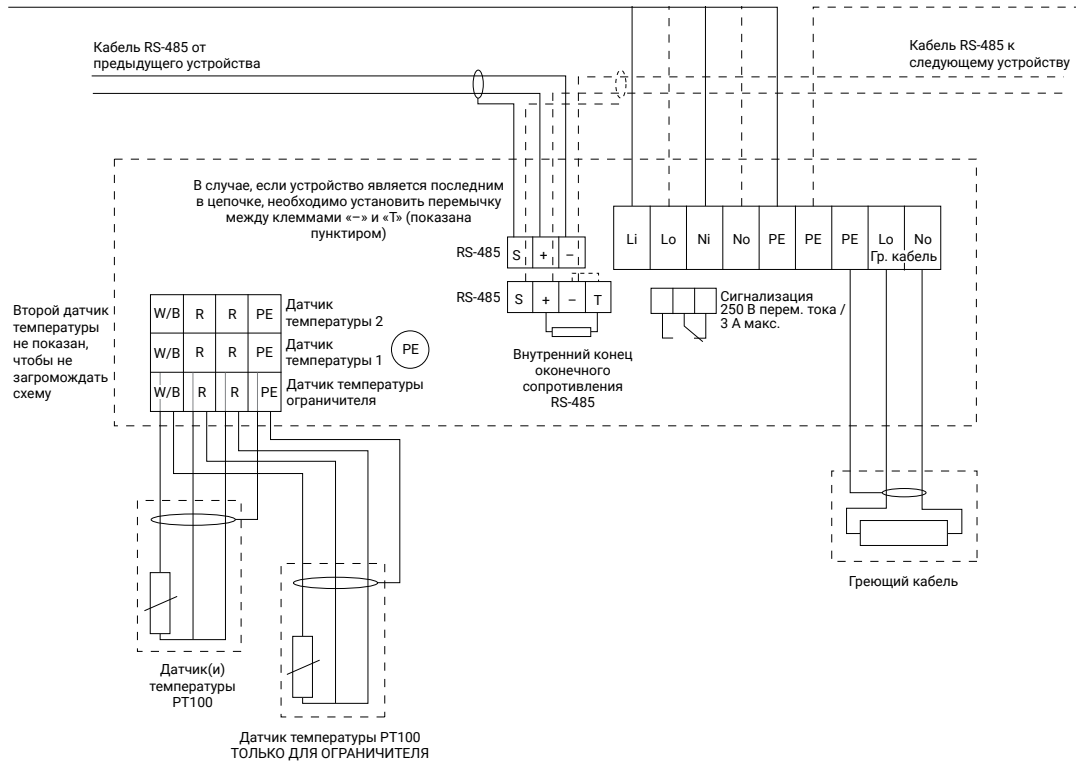 Кабель RS-485 от
предыдущего устройства
Кабель RS-485 к
следующему устройству
В случае, если устройство является последним
в цепочке, необходимо установить перемычку
между клеммами «–» и «Т» (показана
пунктиром)
Li Lo Ni No PE PE PE Lo No
Гр. кабель
RS-485 S + –
RS-485 S + – T
Сигнализация
250 В перем. тока /
3 А макс.
Внутренний конец
оконечного
сопротивления
RS-485
Второй датчик
температуры
не показан,
чтобы не
загромождать
схему
W/B R R PE Датчик
температуры 2
W/B R R PE Датчик
температуры 1
PE
W/B R R PE Датчик температуры
ограничителя
Греющий кабель
Датчик(и)
температуры
PT100
Датчик температуры PT100
ТОЛЬКО ДЛЯ ОГРАНИЧИТЕЛЯ